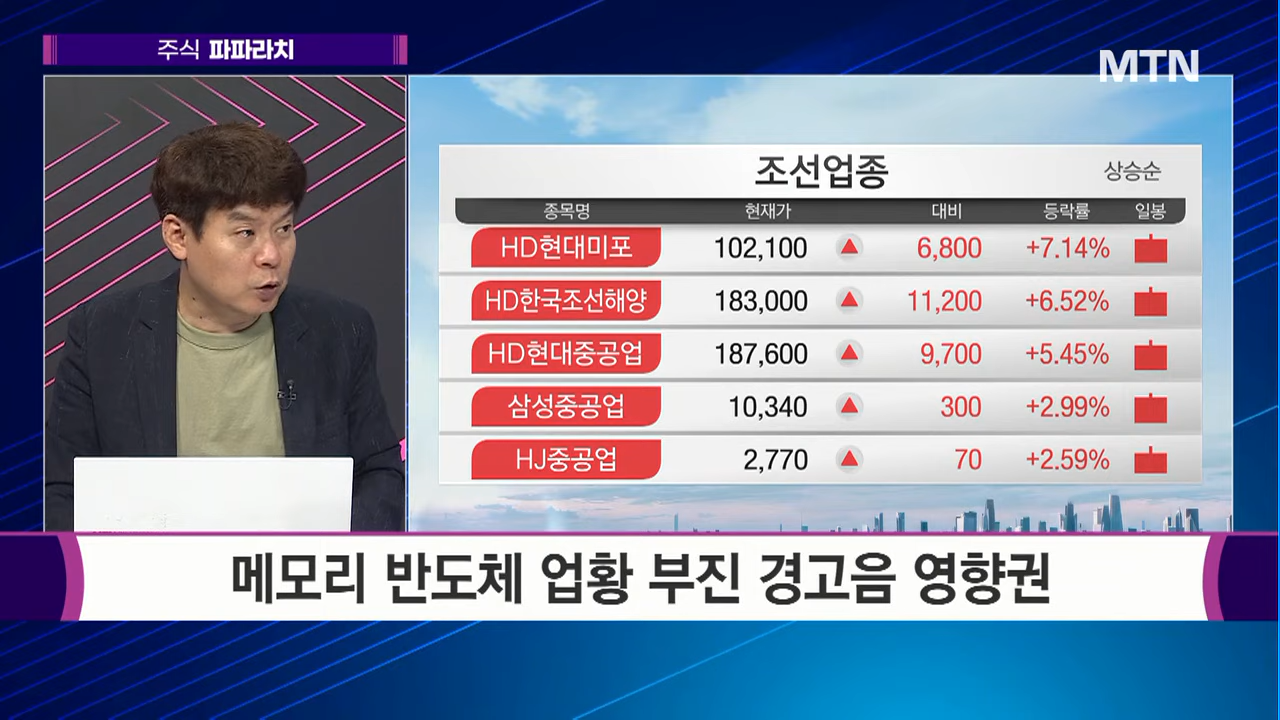 주식 파파라치
MTN
조선업종
상승순
종목명 현재가 대비 등락률 일봉
HD현대미포 102,100 ▲ 6,800 +7.14%
HD한국조선해양 183,000 ▲ 11,200 +6.52%
HD현대중공업 187,600 ▲ 9,700 +5.45%
삼성중공업 10,340 ▲ 300 +2.99%
HJ중공업 2,770 ▲ 70 +2.59%
메모리 반도체 업황 부진 경고음 영향권